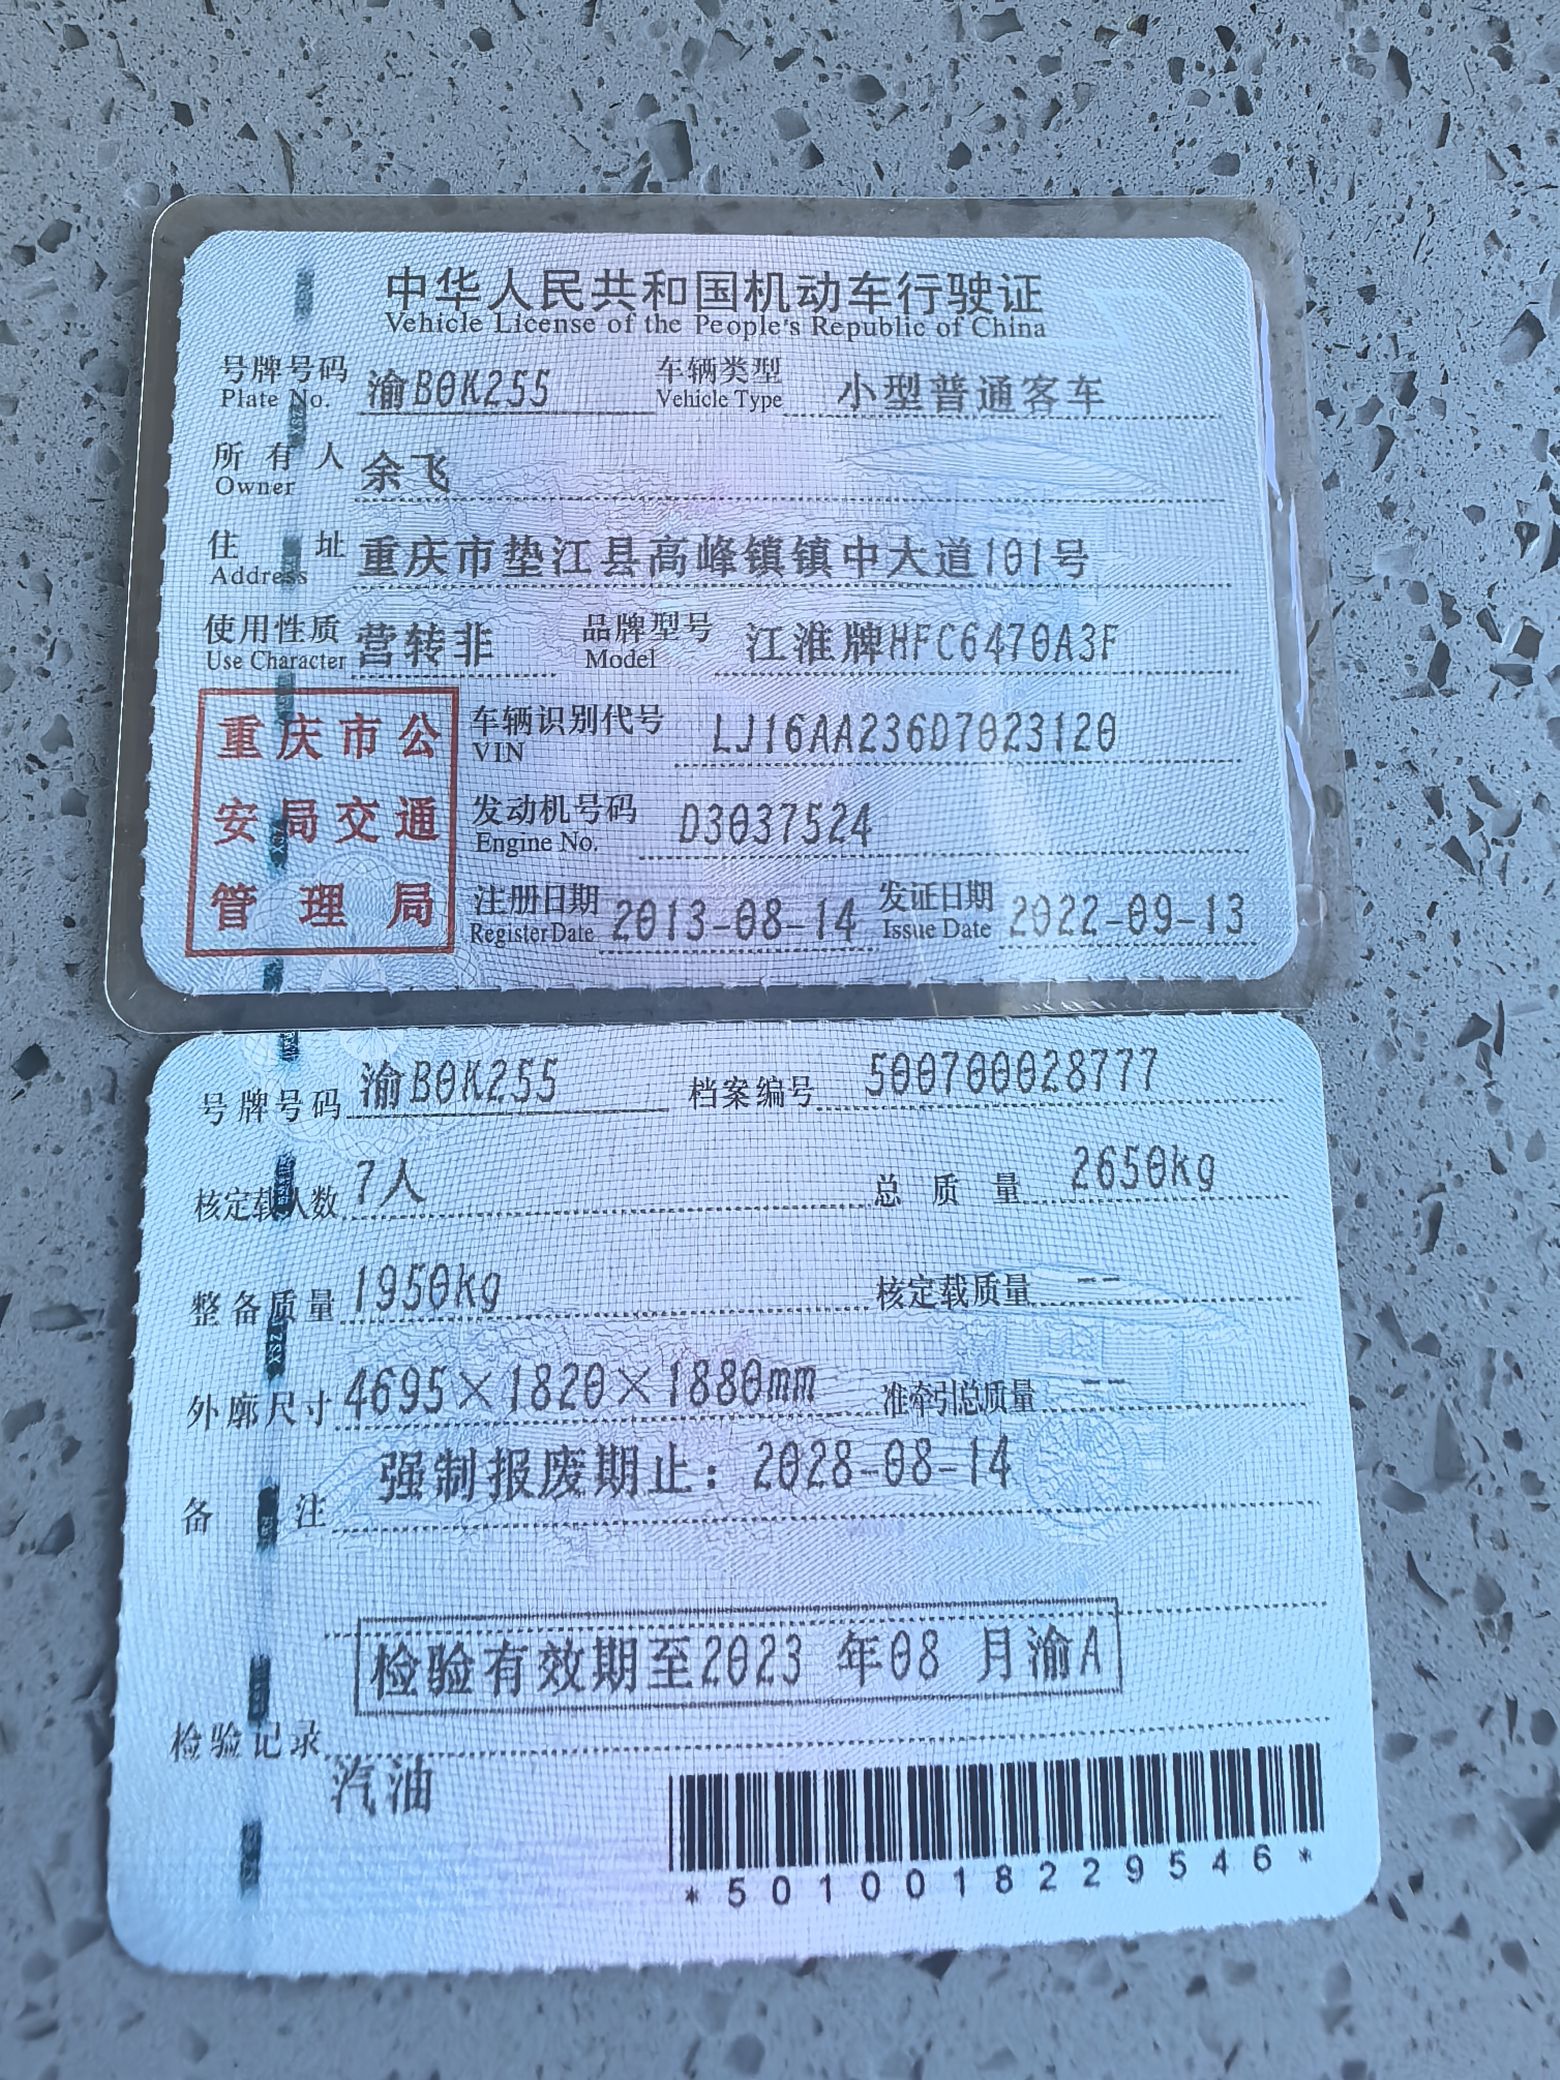 中华人民共和国机动车行驶证
Vehicle License of the People's Republic of China
号牌号码 渝B0K255 车辆类型 小型普通客车
Plate No. Vehicle Type
所有人 余飞
Owner
住址 重庆市垫江县高峰镇镇中大道101号
Address
使用性质 营转非 品牌型号 江淮牌HFC6470A3F
Use Character Model
重庆市公
安局交通
管理局
车辆识别代号 LJ16AA236D7023120
VIN
发动机号码 D3037524
Engine No.
注册日期 2013-08-14 发证日期 2022-09-13
Register Date Issue Date
号牌号码 渝B0K255 档案编号 500700028777
核定载人数 7人 总质量 2650kg
整备质量 1950kg 核定载质量 --
外廓尺寸 4695×1820×1880mm 准牵引总质量 --
备注 强制报废期止：2028-08-14
检验有效期至2023 年08 月渝A
检验记录
汽油
*5010018229546*